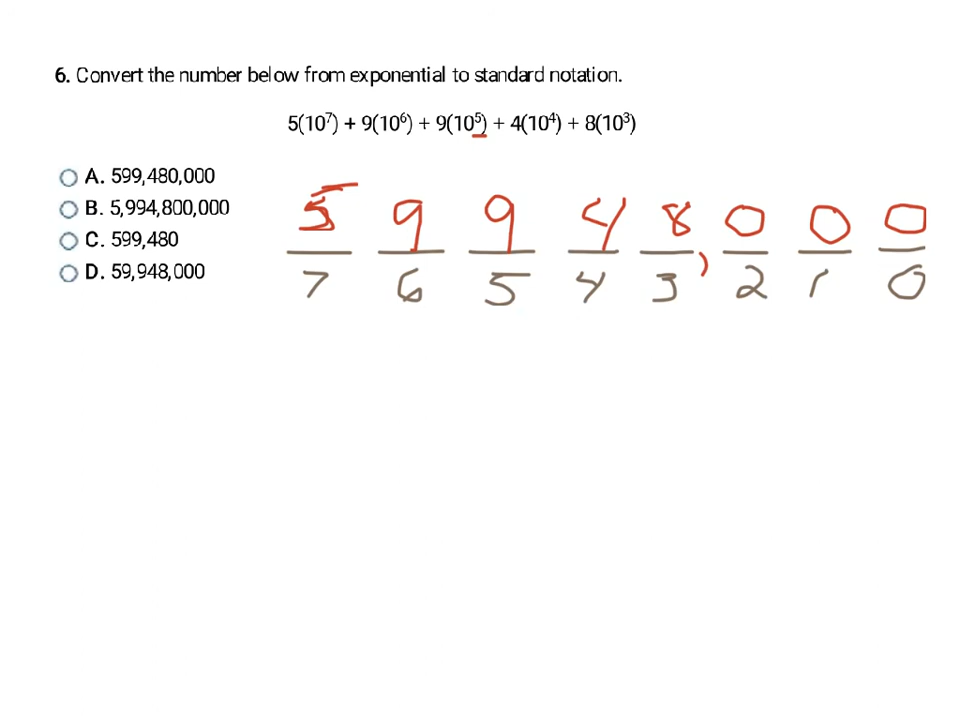 6. Convert the number below from exponential to standard notation.
5(10⁷) + 9(10⁶) + 9(10⁵) + 4(10⁴) + 8(10³)
A. 599,480,000
B. 5,994,800,000
C. 599,480
D. 59,948,000
5 9 9 4 8 , 0 0 0
7 6 5 4 3 2 1 0